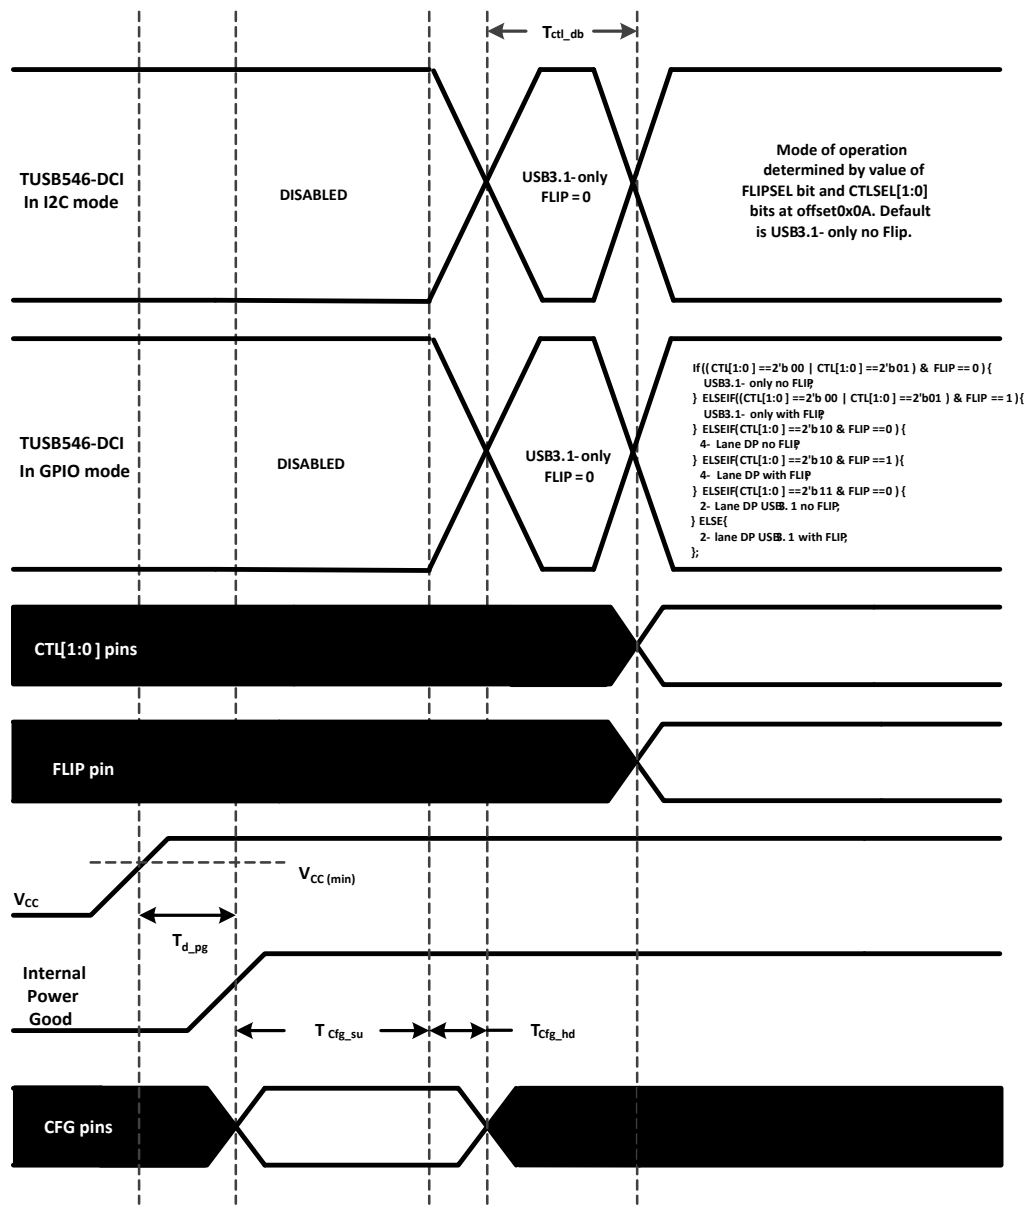 Tctl_db
TUSB546-DCI
In I2C mode
DISABLED
USB3.1- only
FLIP = 0
Mode of operation
determined by value of
FLIPSEL bit and CTLSEL[1:0]
bits at offset0x0A. Default
is USB3.1- only no Flip.
TUSB546-DCI
In GPIO mode
DISABLED
USB3.1- only
FLIP = 0
If(( CTL[1:0 ] ==2'b 00 | CTL[1:0 ] ==2'b01 ) & FLIP == 0 ) {
USB3.1- only no FLIP;
} ELSEIF((CTL[1:0 ] ==2'b 00 | CTL[1:0 ] ==2'b01 ) & FLIP == 1 ){
USB3.1- only with FLIP;
} ELSEIF( CTL[1:0 ] ==2'b 10 & FLIP ==0 ) {
4- Lane DP no FLIP;
} ELSEIF( CTL[1:0 ] ==2'b 10 & FLIP ==1 ){
4- Lane DP with FLIP;
} ELSEIF( CTL[1:0 ] ==2'b 11 & FLIP ==0 ) {
2- Lane DP USB3. 1 no FLIP;
} ELSE{
2- lane DP USB3. 1 with FLIP;
};
CTL[1:0 ] pins
FLIP pin
VCC (min)
VCC
Td_pg
Internal
Power
Good
T Cfg_su
TCfg_hd
CFG pins